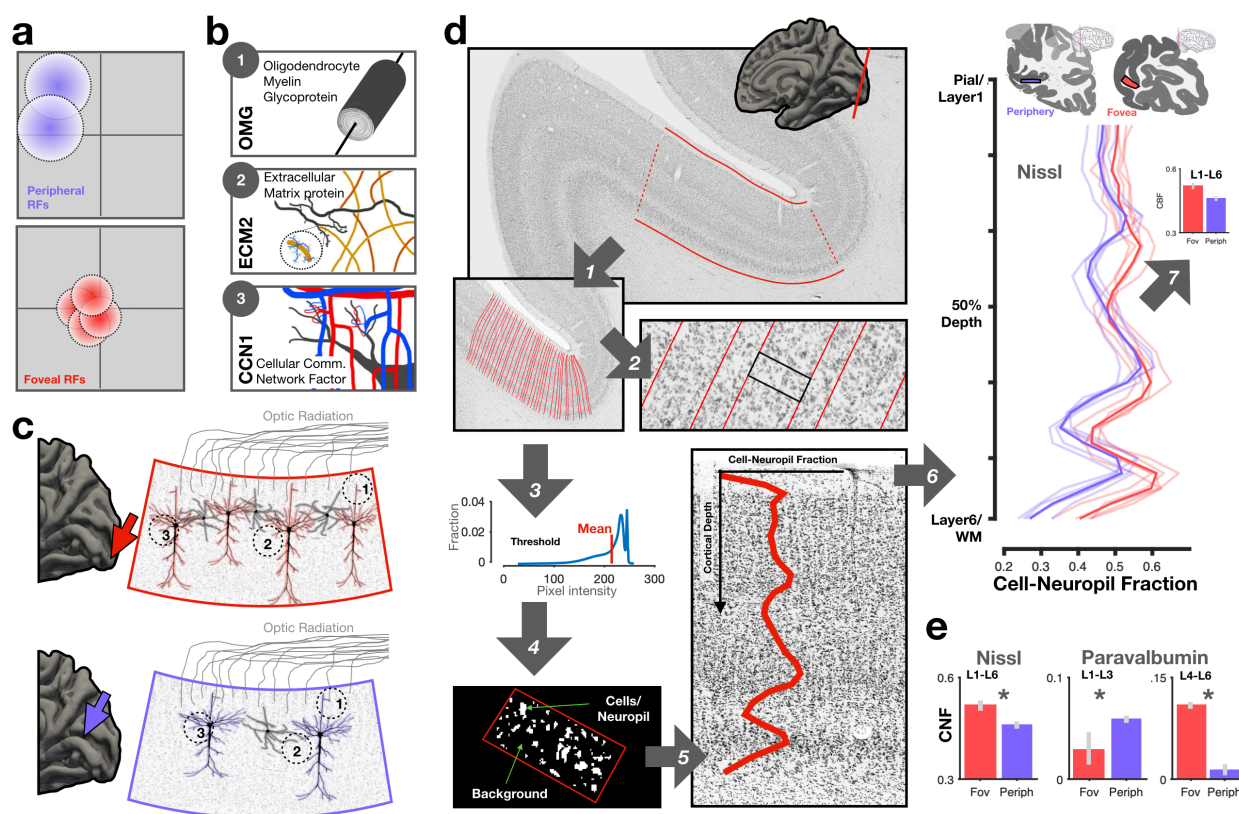 a
Peripheral
RFs
Foveal RFs
b
1
Oligodendrocyte
Myelin
Glycoprotein
OMG
2
Extracellular
Matrix protein
ECM2
3
Cellular Comm.
Network Factor
CCN1
c
Optic Radiation
1
3
2
Optic Radiation
1
3
2
d
1
2
3
0.04
0.02
0
Fraction
Threshold
Mean
0
100
200
300
Pixel intensity
4
Cells/
Neuropil
Background
5
Cell-Neuropil Fraction
Cortical Depth
6
Pial/
Layer1
Periphery
Fovea
Nissl
L1-L6
0.6
CBF
0.3
Fov
Periph
7
50%
Depth
Layer6/
WM
0.2
0.3
0.4
0.5
0.6
Cell-Neuropil Fraction
e
Nissl
Paravalbumin
L1-L6
L1-L3
L4-L6
0.6
*
0.1
*
.15
*
CNF
0.3
0
0
Fov Periph
Fov Periph
Fov Periph